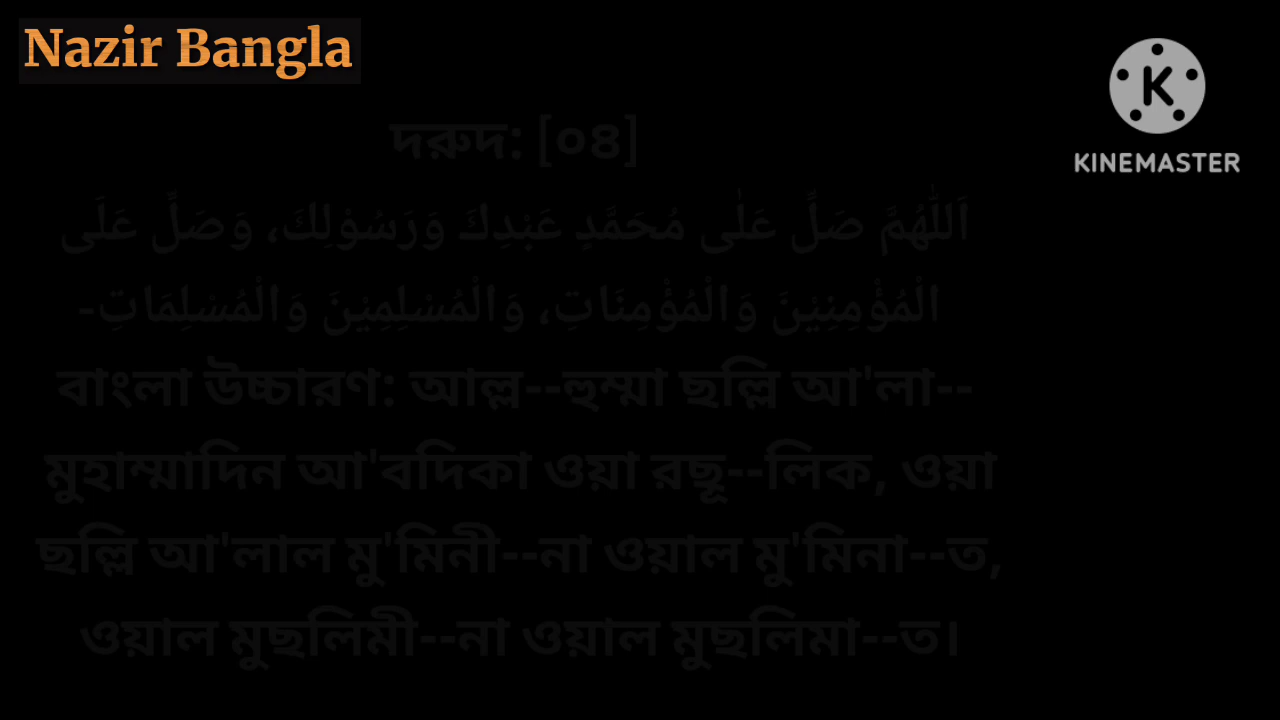 Nazir Bangla
KINEMASTER
দরুদ: [০৪]
اَللّٰهُمَّ صَلِّ عَلٰى مُحَمَّدٍ عَبْدِكَ وَرَسُوْلِكَ، وَصَلِّ عَلَى
الْمُؤْمِنِيْنَ وَالْمُؤْمِنَاتِ، وَالْمُسْلِمِيْنَ وَالْمُسْلِمَاتِ-
বাংলা উচ্চারণ: আল্ল--হুম্মা ছল্লি আ'লা--
মুহাম্মাদিন আ'বদিকা ওয়া রছূ--লিক, ওয়া
ছল্লি আ'লাল মু'মিনী--না ওয়াল মু'মিনা--ত,
ওয়াল মুছলিমী--না ওয়াল মুছলিমা--ত।